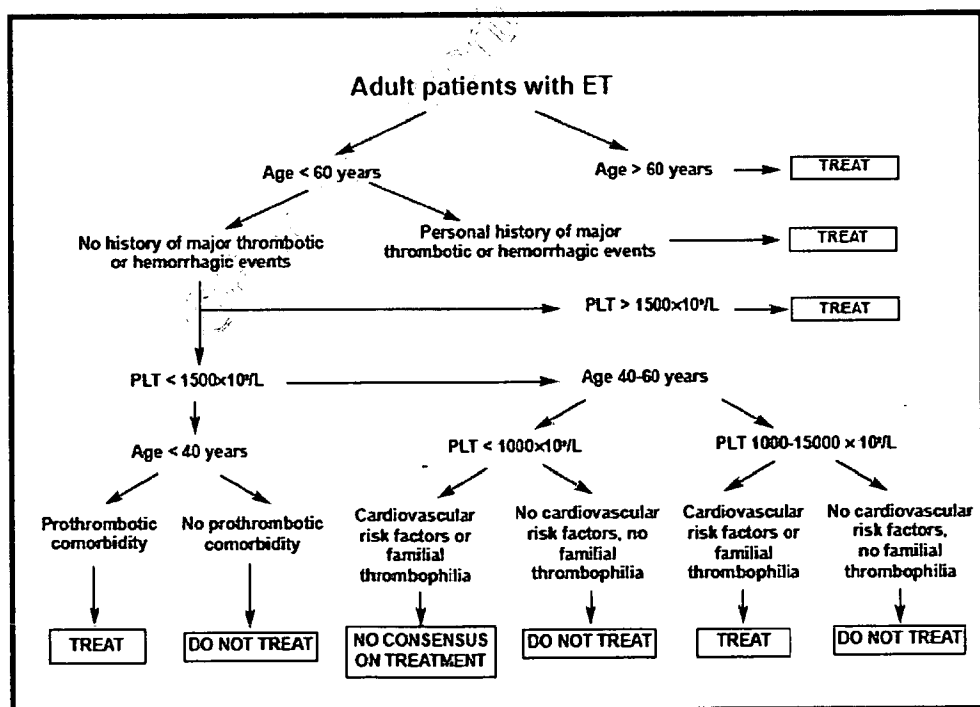 Adult patients with ET
Age < 60 years
Age > 60 years
TREAT
No history of major thrombotic
or hemorrhagic events
Personal history of major
thrombotic or hemorrhagic events
TREAT
PLT > 1500×10⁹/L
TREAT
PLT < 1500×10⁹/L
Age 40-60 years
Age < 40 years
PLT < 1000×10⁹/L
PLT 1000-15000 × 10⁹/L
Prothrombotic
comorbidity
No prothrombotic
comorbidity
Cardiovascular
risk factors or
familial
thrombophilia
No cardiovascular
risk factors, no
familial
thrombophilia
Cardiovascular
risk factors or
familial
thrombophilia
No cardiovascular
risk factors,
no familial
thrombophilia
TREAT
DO NOT TREAT
NO CONSENSUS
ON TREATMENT
DO NOT TREAT
TREAT
DO NOT TREAT